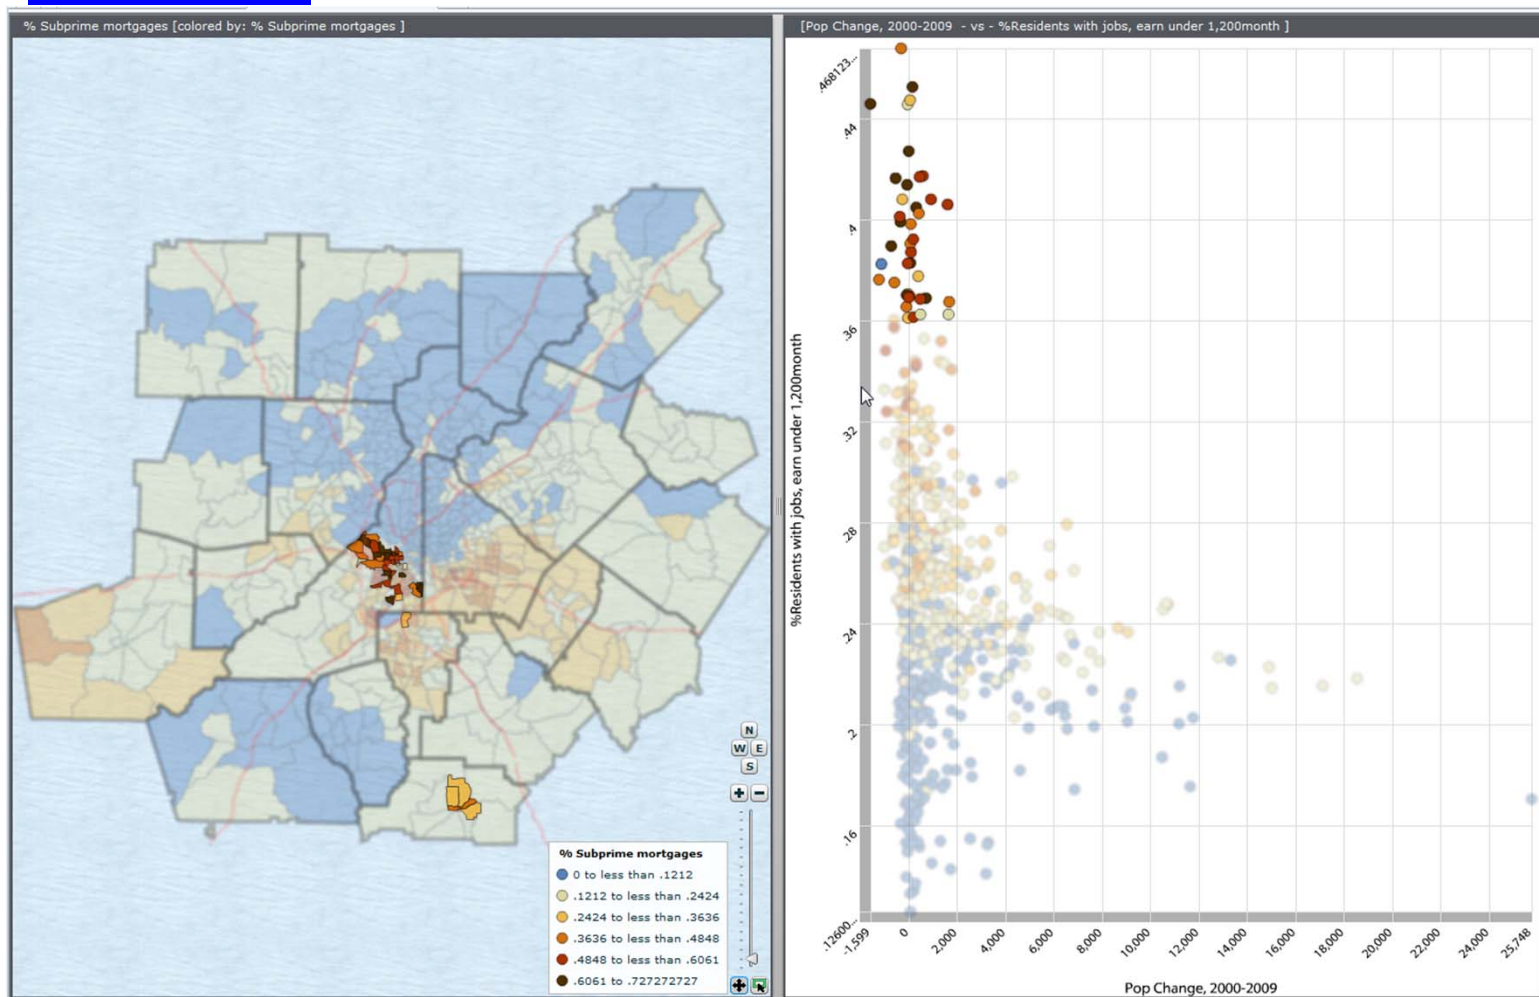 % Subprime mortgages [colored by: % Subprime mortgages ]
N
W E
S
+ −
% Subprime mortgages
0 to less than .1212
.1212 to less than .2424
.2424 to less than .3636
.3636 to less than .4848
.4848 to less than .6061
.6061 to .727272727
[Pop Change, 2000-2009 - vs - %Residents with jobs, earn under 1,200month ]
.468123...
.44
.4
.36
.32
.28
.24
.2
.16
.12600...
%Residents with jobs, earn under 1,200month
-1,599
0
2,000
4,000
6,000
8,000
10,000
12,000
14,000
16,000
18,000
20,000
22,000
24,000
25,748
Pop Change, 2000-2009